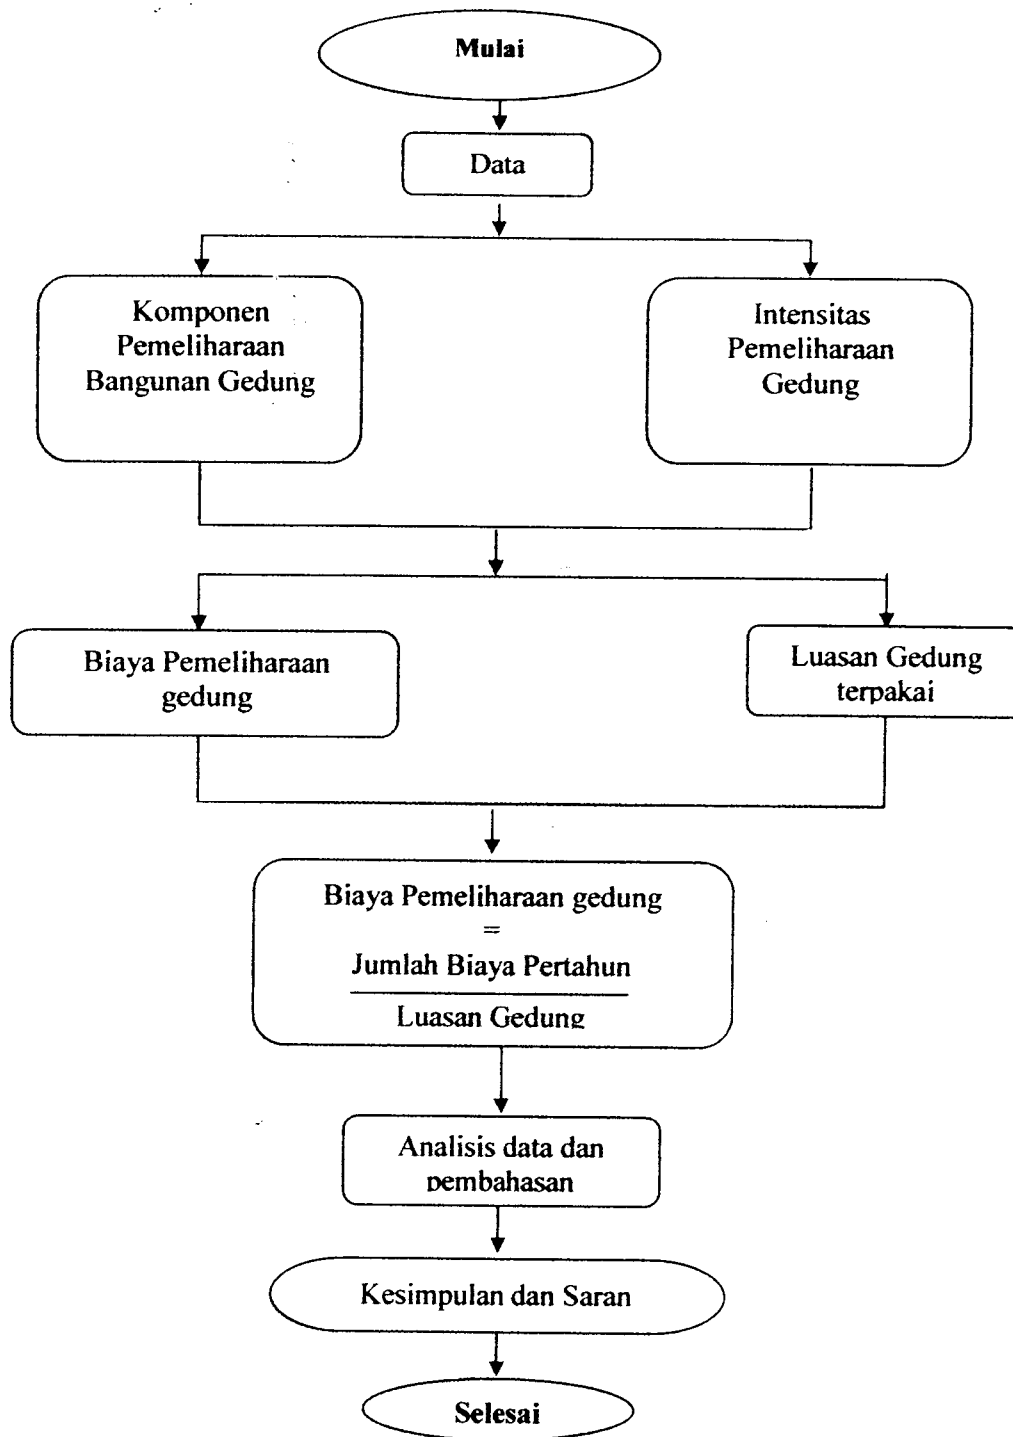 Mulai
Data
Komponen
Pemeliharaan
Bangunan Gedung
Intensitas
Pemeliharaan
Gedung
Biaya Pemeliharaan
gedung
Luasan Gedung
terpakai
Biaya Pemeliharaan gedung
=
Jumlah Biaya Pertahun
Luasan Gedung
Analisis data dan
pembahasan
Kesimpulan dan Saran
Selesai